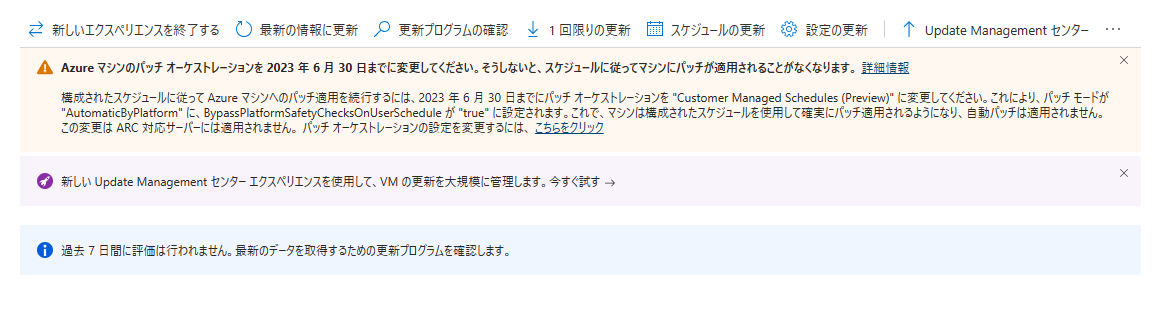 新しいエクスペリエンスを終了する 最新の情報に更新 更新プログラムの確認 1 回限りの更新 スケジュールの更新 設定の更新 Update Management センター ...
Azure マシンのパッチ オーケストレーションを 2023 年 6 月 30 日までに変更してください。そうしないと、スケジュールに従ってマシンにパッチが適用されることがなくなります。 詳細情報
構成されたスケジュールに従って Azure マシンへのパッチ適用を続行するには、2023 年 6 月 30 日までにパッチ オーケストレーションを "Customer Managed Schedules (Preview)" に変更してください。これにより、パッチ モードが
"AutomaticByPlatform" に、BypassPlatformSafetyChecksOnUserSchedule が "true" に設定されます。これで、マシンは構成されたスケジュールを使用して確実にパッチ適用されるようになり、自動パッチは適用されません。
この変更は ARC 対応サーバーには適用されません。 パッチ オーケストレーションの設定を変更するには、 こちらをクリック
新しい Update Management センター エクスペリエンスを使用して、VM の更新を大規模に管理します。今すぐ試す →
過去 7 日間に評価は行われません。最新のデータを取得するための更新プログラムを確認します。